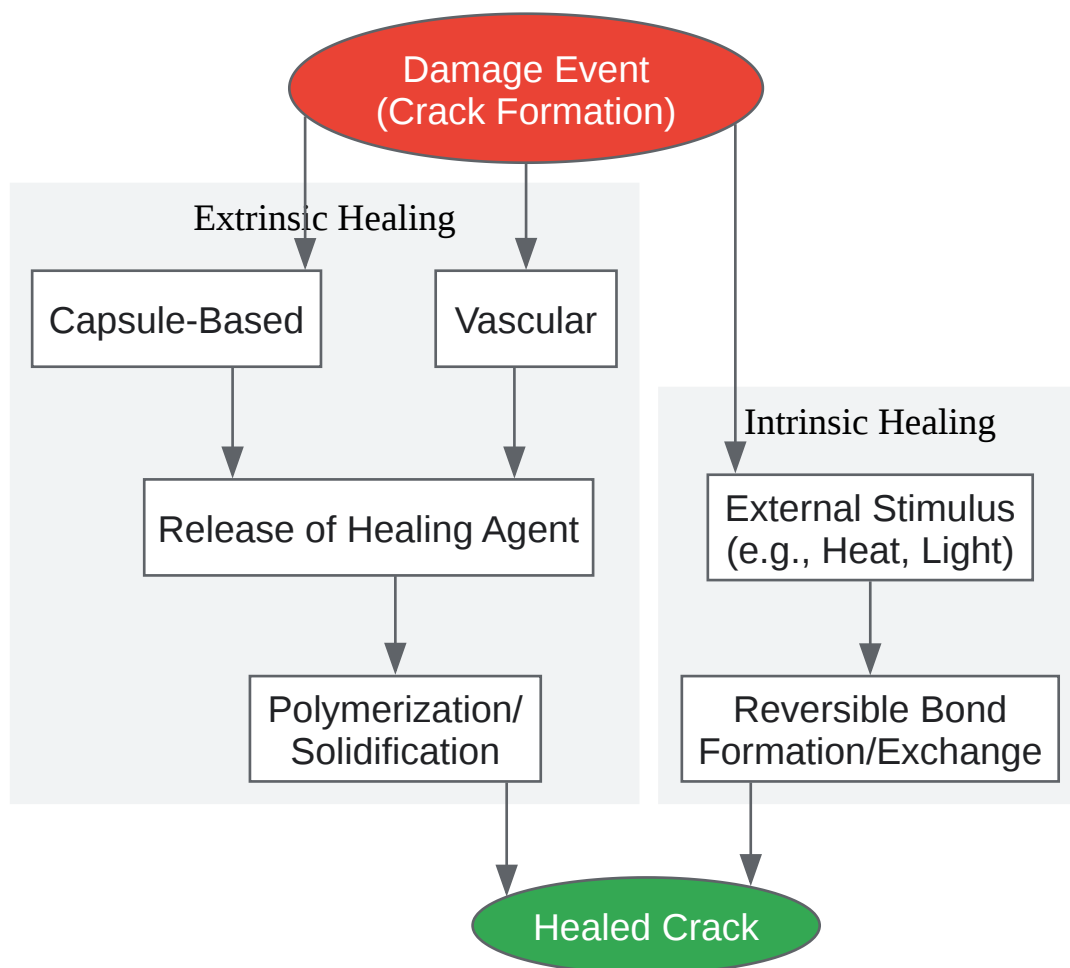 Damage Event
(Crack Formation)
Extrinsic Healing
Capsule-Based
Vascular
Release of Healing Agent
Polymerization/
Solidification
Intrinsic Healing
External Stimulus
(e.g., Heat, Light)
Reversible Bond
Formation/Exchange
Healed Crack